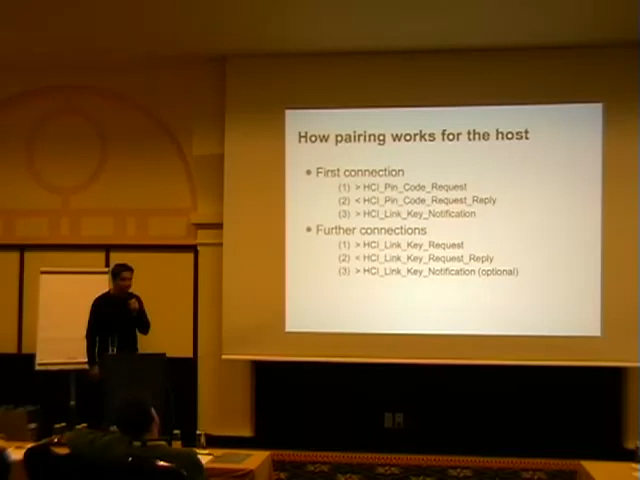 How pairing works for the host
• First connection
(1) > HCI_Pin_Code_Request
(2) < HCI_Pin_Code_Request_Reply
(3) > HCI_Link_Key_Notification
• Further connections
(1) > HCI_Link_Key_Request
(2) < HCI_Link_Key_Request_Reply
(3) > HCI_Link_Key_Notification (optional)